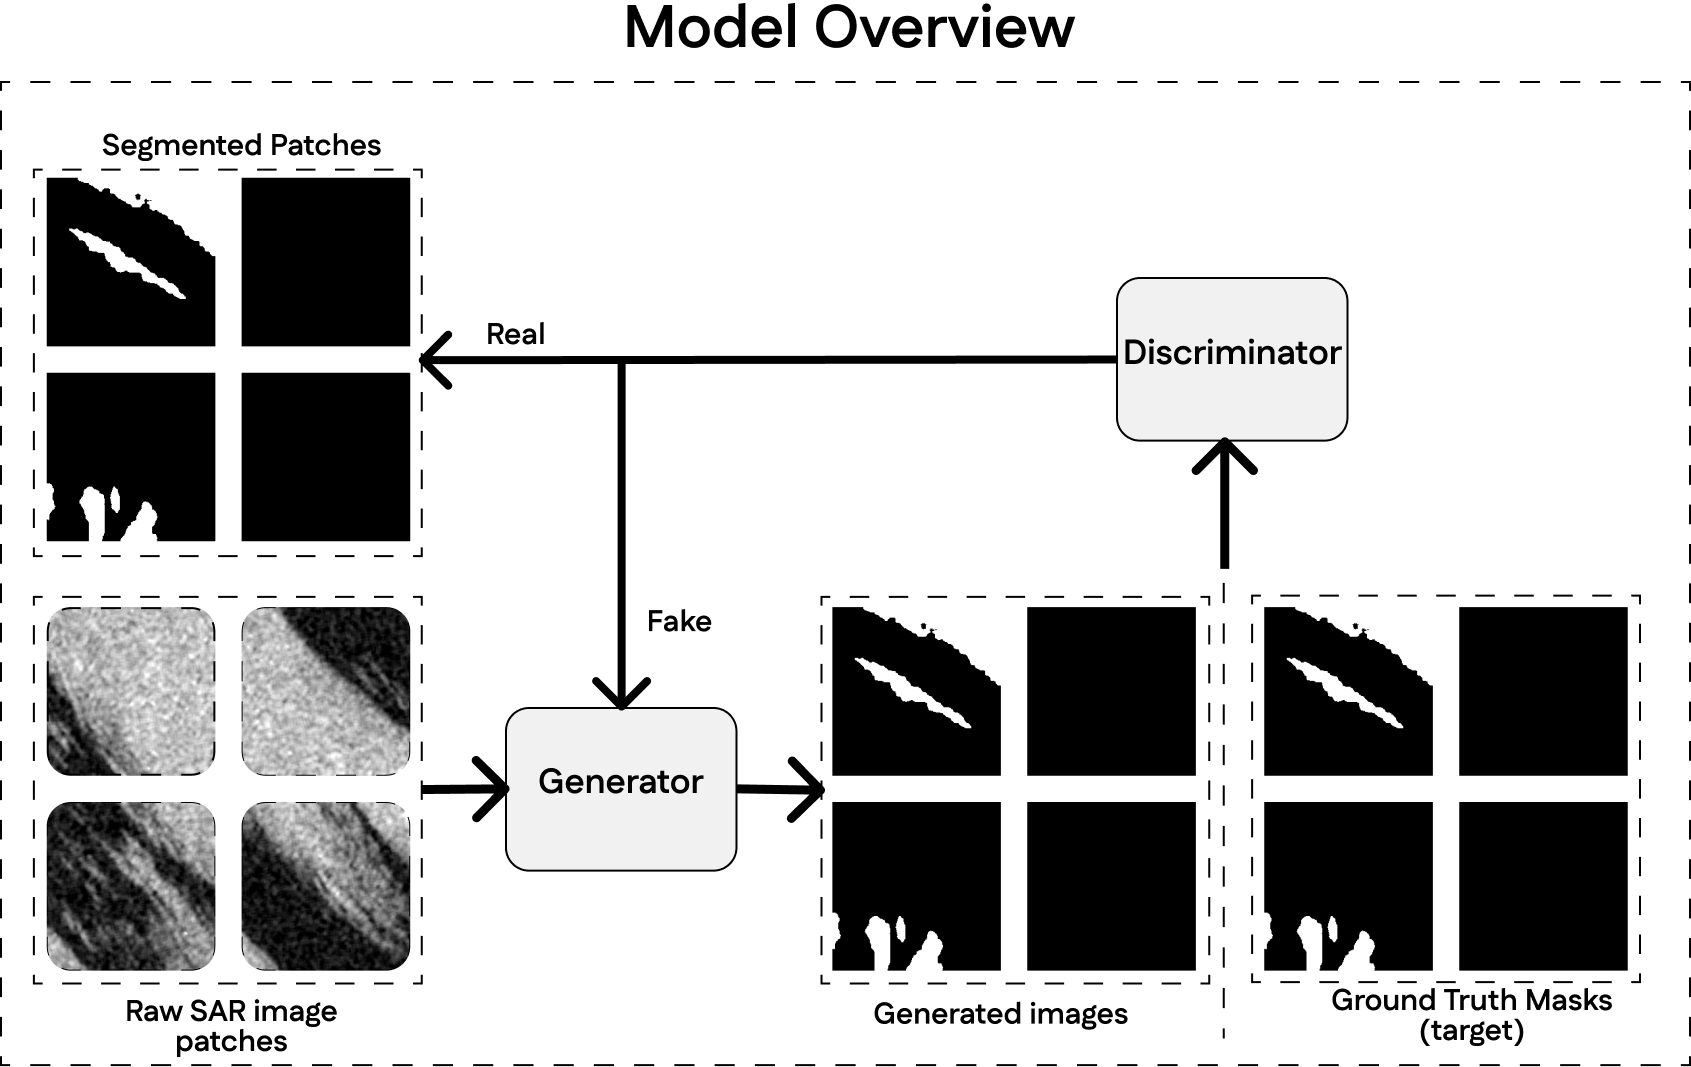 Model Overview
Segmented Patches
Real
Discriminator
Fake
Generator
Raw SAR image
patches
Generated images
Ground Truth Masks
(target)